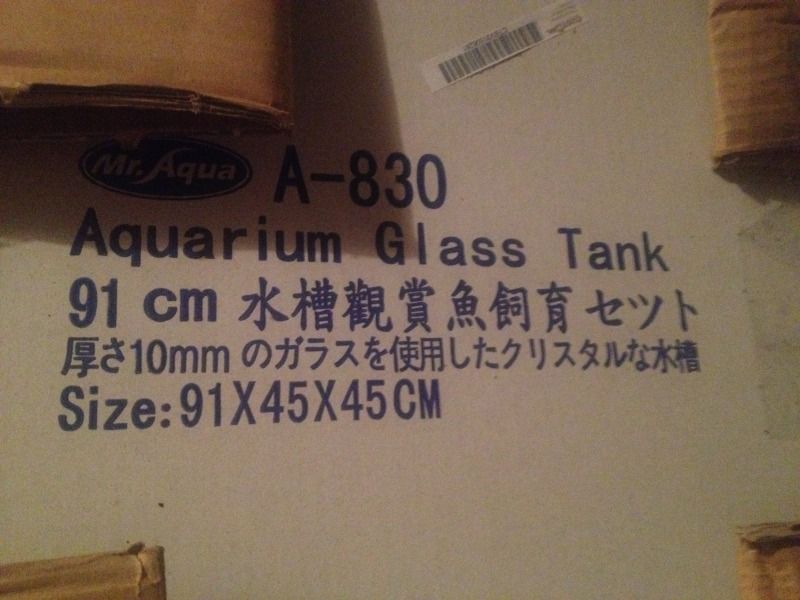 Mr. Aqua A-830
Aquarium Glass Tank
91 cm 水槽觀賞魚飼育セツト
厚さ10mmのガラスを使用したクリスタルな水槽
Size:91X45X45CM